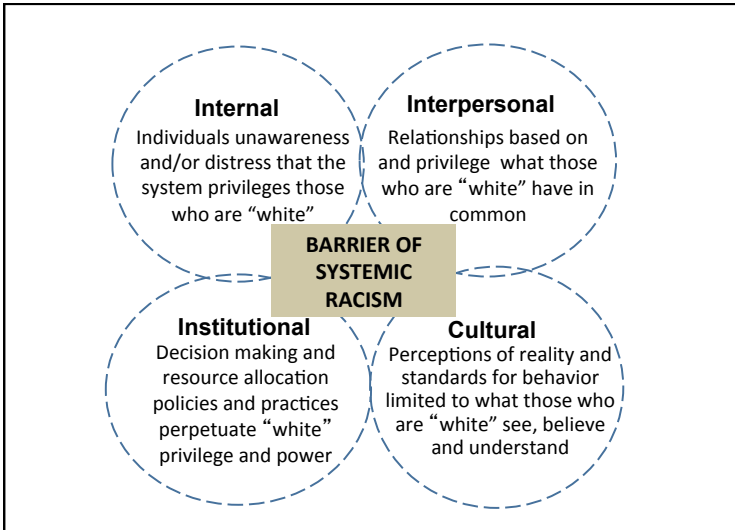 Internal
Individuals unawareness
and/or distress that the
system privileges those
who are “white”
Interpersonal
Relationships based on
and privilege what those
who are “white” have in
common
BARRIER OF
SYSTEMIC
RACISM
Institutional
Decision making and
resource allocation
policies and practices
perpetuate “white”
privilege and power
Cultural
Perceptions of reality and
standards for behavior
limited to what those who
are “white” see, believe
and understand